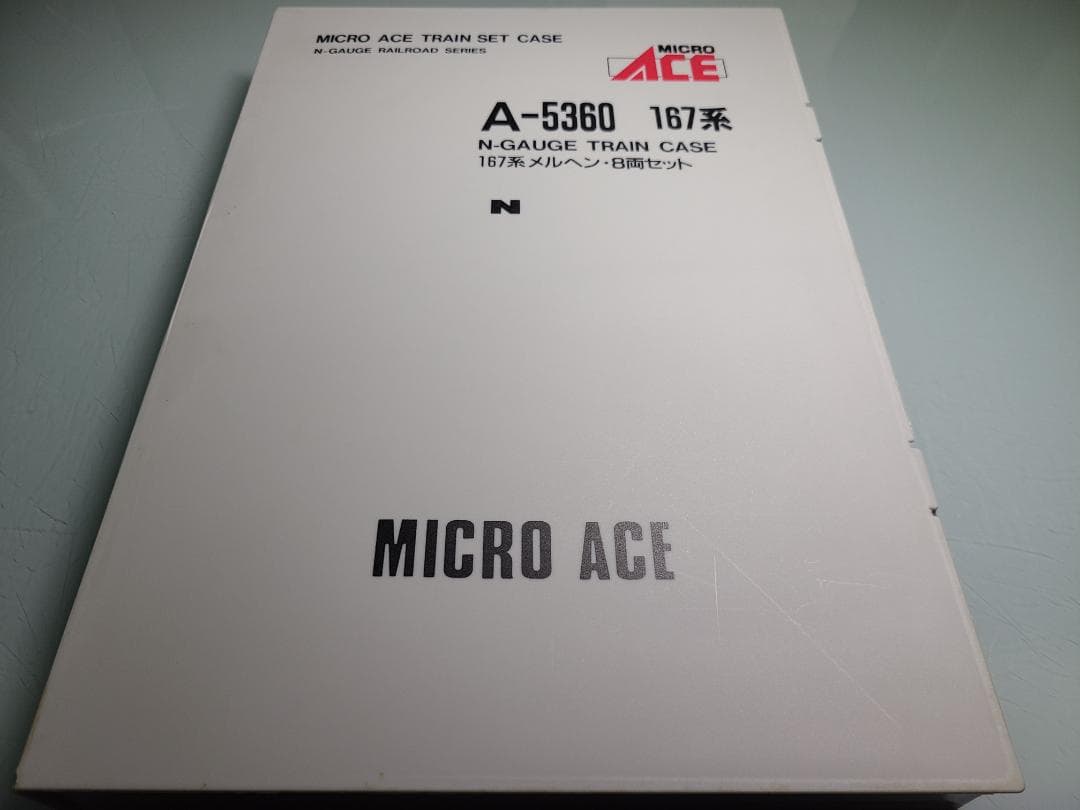 MICRO ACE TRAIN SET CASE
N-GAUGE RAILROAD SERIES
MICRO
ACE
A-5360 167系
N-GAUGE TRAIN CASE
167系メルヘン・8両セット
N
MICRO ACE